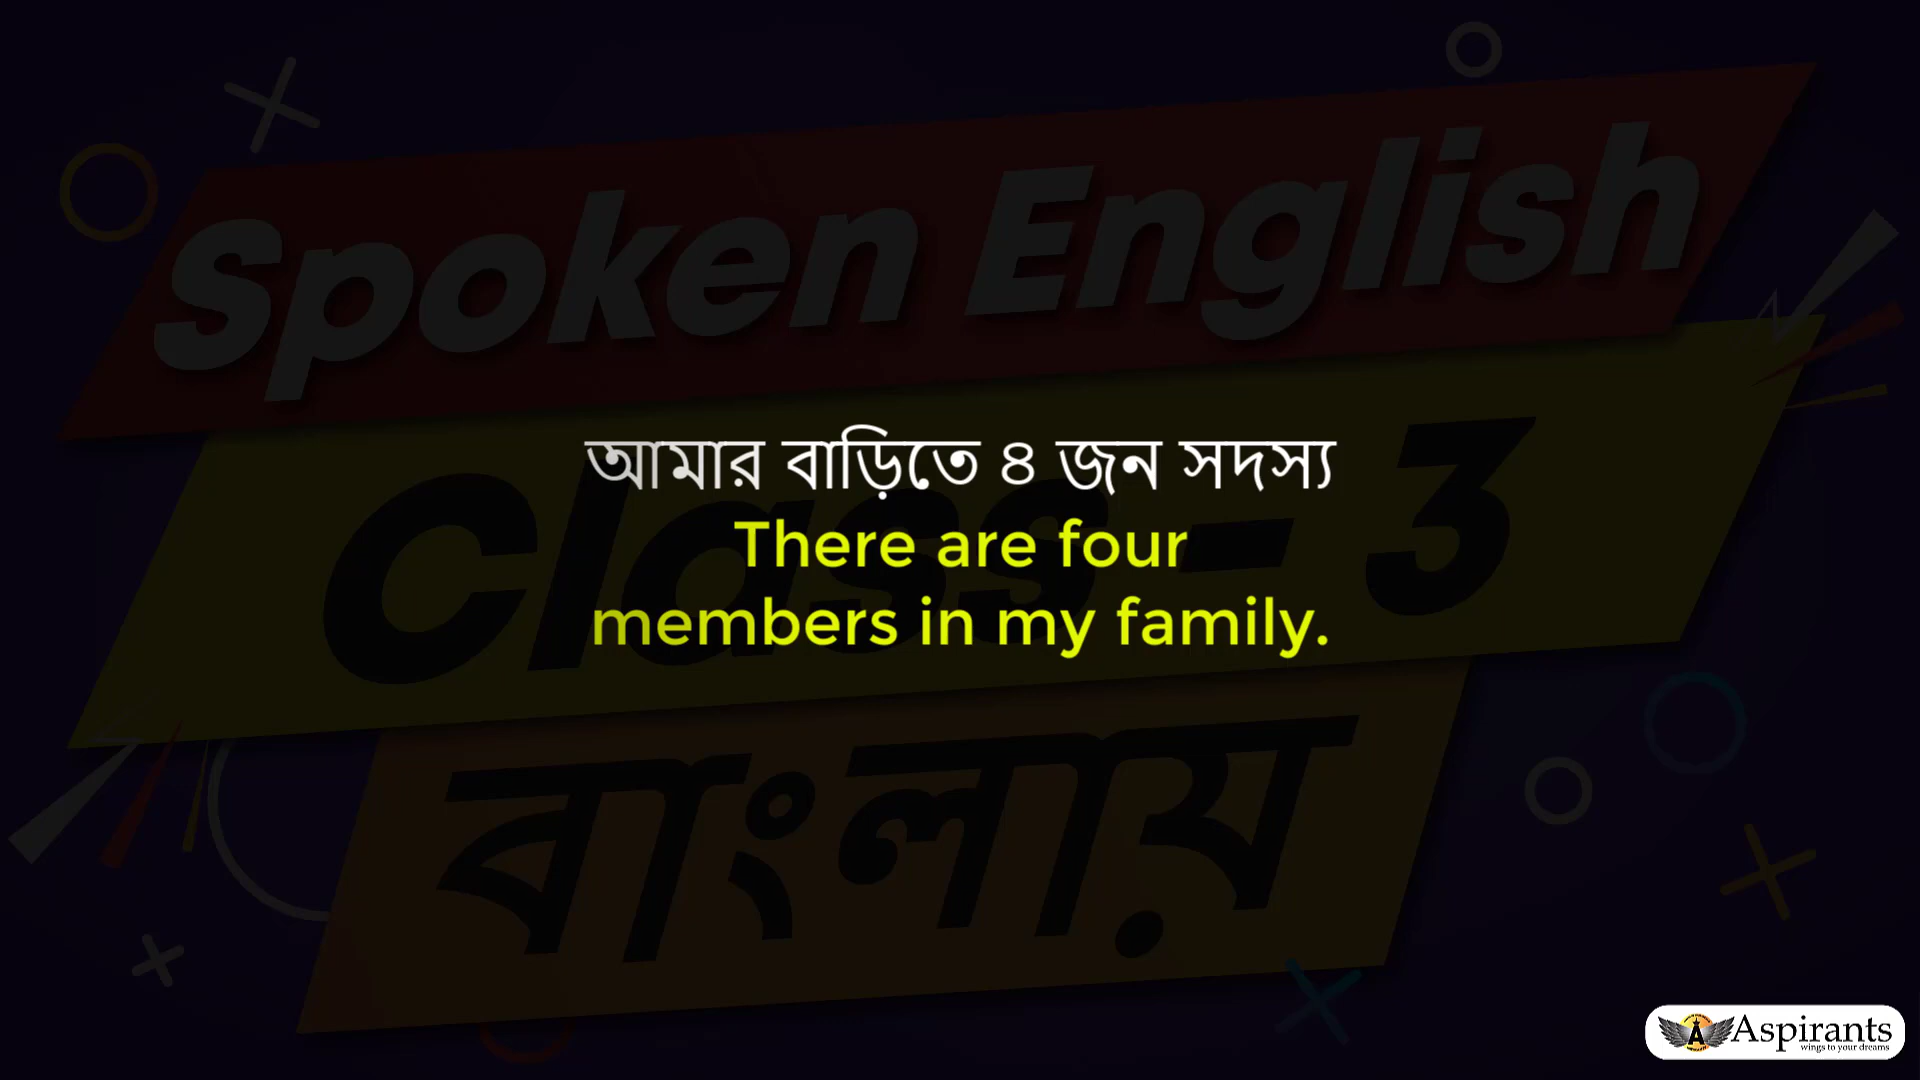 Spoken English
Class - 3
বাংলায়
আমার বাড়িতে ৪ জন সদস্য
There are four
members in my family.
Aspirants
wings to your dreams